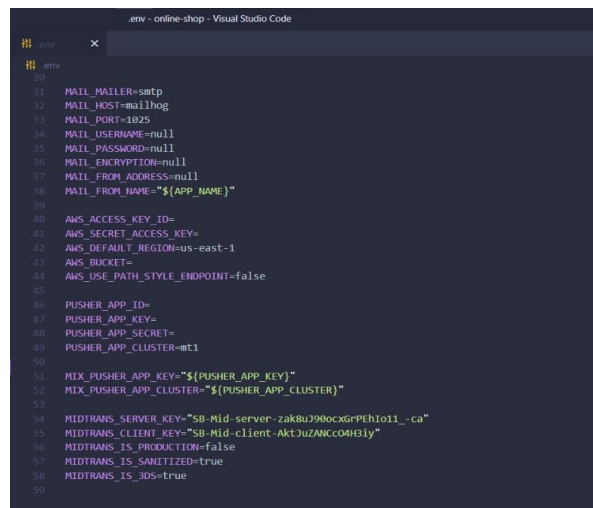 .env - online-shop - Visual Studio Code
.env ×
.env
30
31 MAIL_MAILER=smtp
32 MAIL_HOST=mailhog
33 MAIL_PORT=1025
34 MAIL_USERNAME=null
35 MAIL_PASSWORD=null
36 MAIL_ENCRYPTION=null
37 MAIL_FROM_ADDRESS=null
38 MAIL_FROM_NAME="${APP_NAME}"
39
40 AWS_ACCESS_KEY_ID=
41 AWS_SECRET_ACCESS_KEY=
42 AWS_DEFAULT_REGION=us-east-1
43 AWS_BUCKET=
44 AWS_USE_PATH_STYLE_ENDPOINT=false
45
46 PUSHER_APP_ID=
47 PUSHER_APP_KEY=
48 PUSHER_APP_SECRET=
49 PUSHER_APP_CLUSTER=mt1
50
51 MIX_PUSHER_APP_KEY="${PUSHER_APP_KEY}"
52 MIX_PUSHER_APP_CLUSTER="${PUSHER_APP_CLUSTER}"
53
54 MIDTRANS_SERVER_KEY="SB-Mid-server-zak8uJ90ocxGrPEhIo11_-ca"
55 MIDTRANS_CLIENT_KEY="SB-Mid-client-AktJuZANCcO4H3iy"
56 MIDTRANS_IS_PRODUCTION=false
57 MIDTRANS_IS_SANITIZED=true
58 MIDTRANS_IS_3DS=true
59